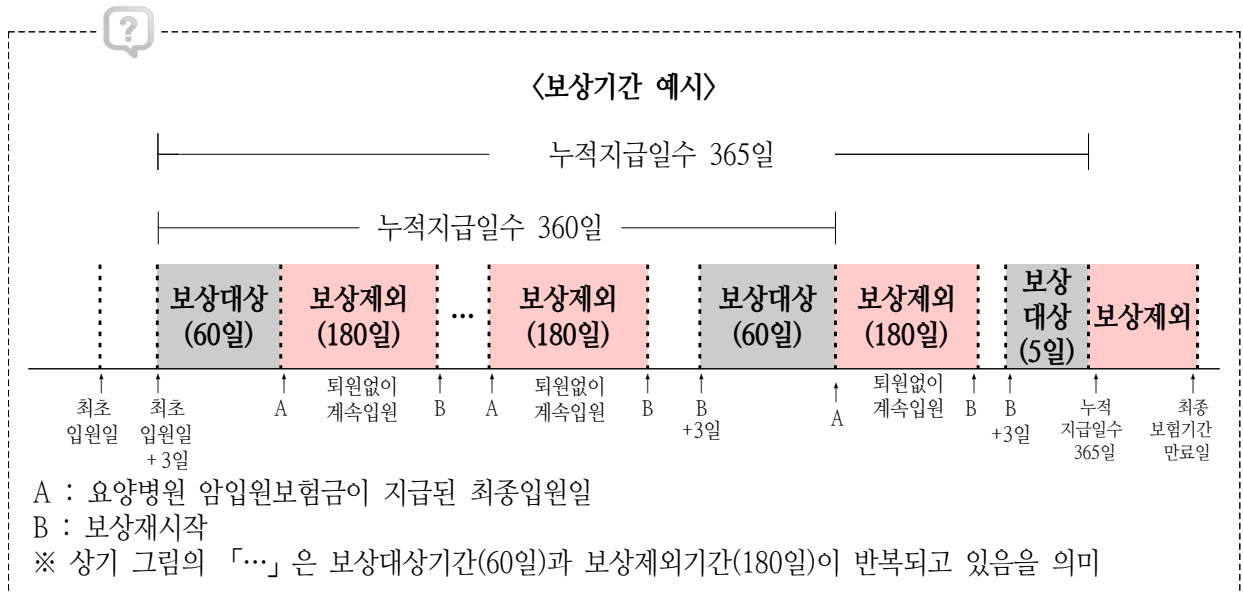 ?
〈보상기간 예시〉
누적지급일수 365일
누적지급일수 360일
보상대상
(60일)
보상제외
(180일)
…
보상제외
(180일)
보상대상
(60일)
보상제외
(180일)
보상
대상
(5일)
보상제외
최초
입원일
최초
입원일
+3일
A
퇴원없이
계속입원
B
A
퇴원없이
계속입원
B
B
+3일
A
퇴원없이
계속입원
B
B
+3일
누적
지급일수
365일
최종
보험기간
만료일
A : 요양병원 암입원보험금이 지급된 최종입원일
B : 보상재시작
※ 상기 그림의 「…」은 보상대상기간(60일)과 보상제외기간(180일)이 반복되고 있음을 의미